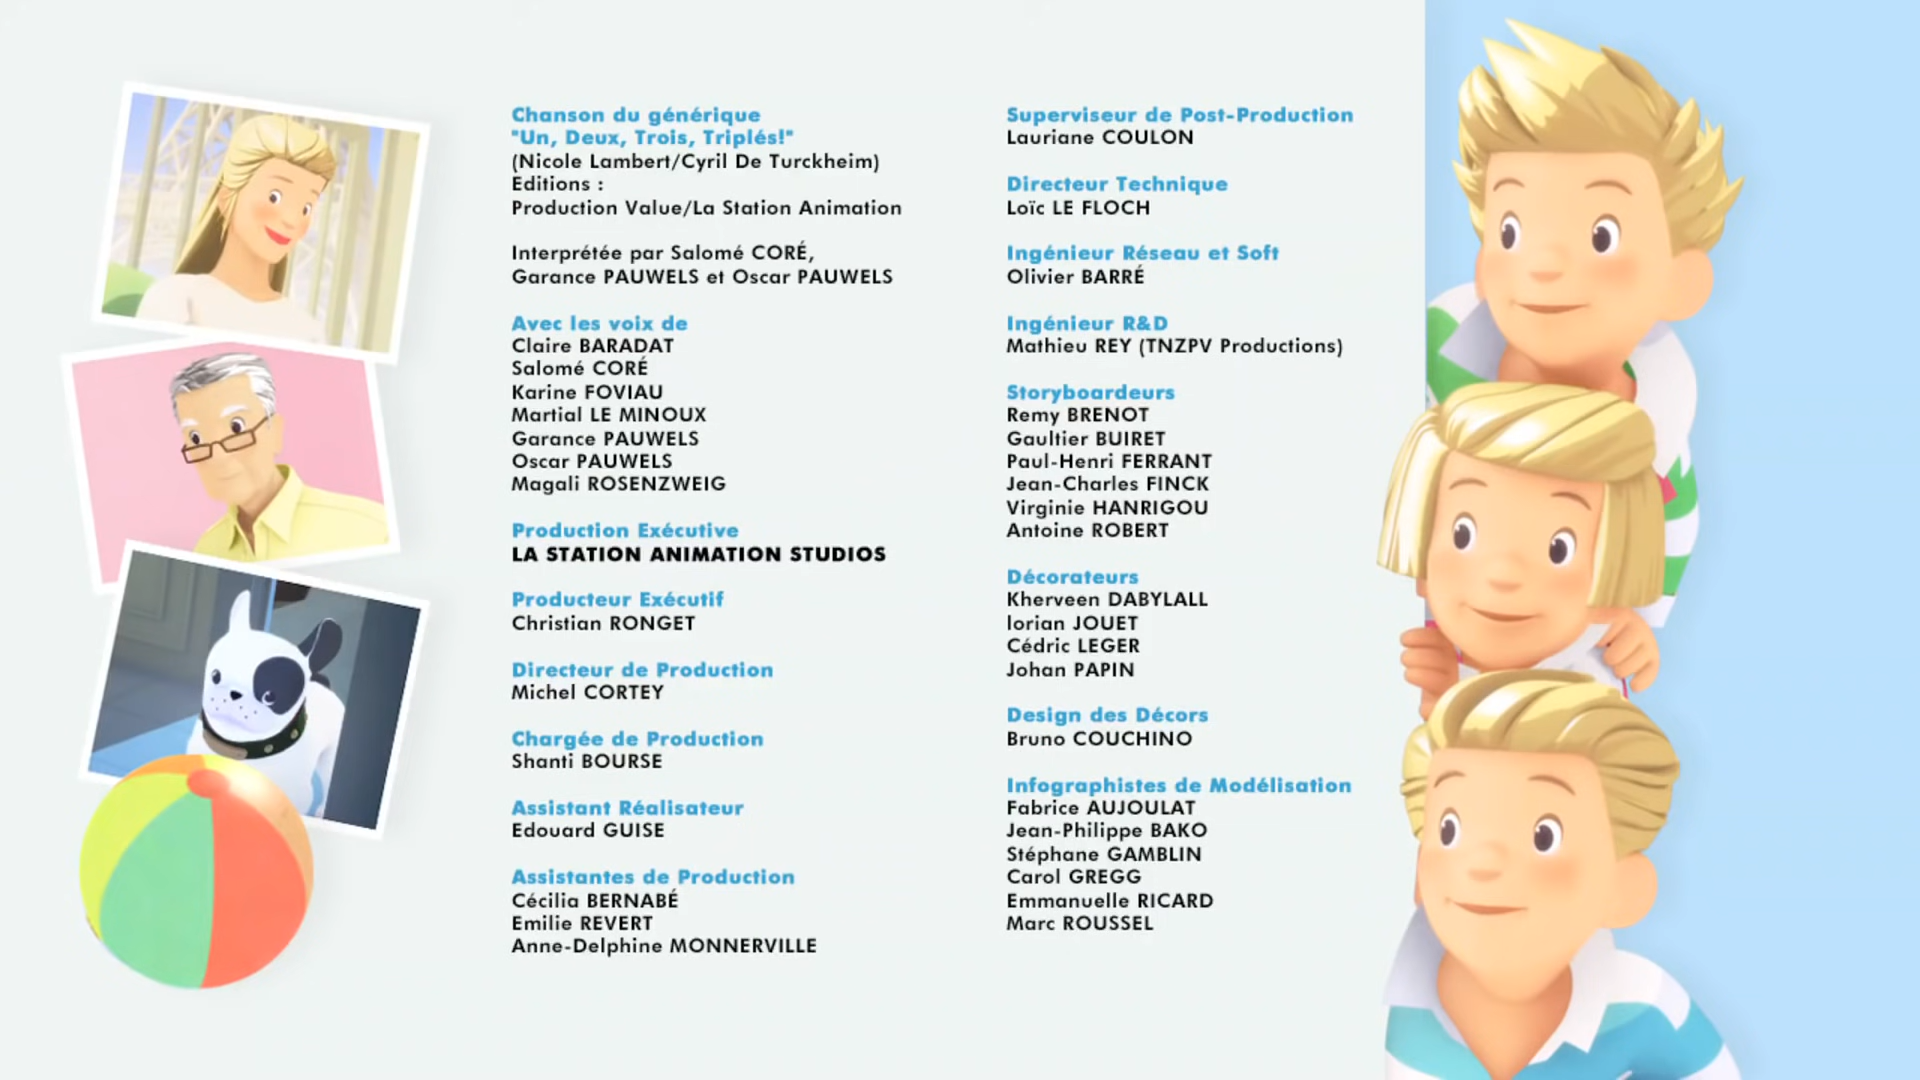 Chanson du générique
"Un, Deux, Trois, Triplés!"
(Nicole Lambert/Cyril De Turckheim)
Editions :
Production Value/La Station Animation
Interprétée par Salomé CORÉ,
Garance PAUWELS et Oscar PAUWELS
Avec les voix de
Claire BARADAT
Salomé CORÉ
Karine FOVIAU
Martial LE MINOUX
Garance PAUWELS
Oscar PAUWELS
Magali ROSENZWEIG
Production Exécutive
LA STATION ANIMATION STUDIOS
Producteur Exécutif
Christian RONGET
Directeur de Production
Michel CORTEY
Chargée de Production
Shanti BOURSE
Assistant Réalisateur
Edouard GUISE
Assistantes de Production
Cécilia BERNABÉ
Emilie REVERT
Anne-Delphine MONNERVILLE
Superviseur de Post-Production
Lauriane COULON
Directeur Technique
Loïc LE FLOCH
Ingénieur Réseau et Soft
Olivier BARRÉ
Ingénieur R&D
Mathieu REY (TNZPV Productions)
Storyboardeurs
Remy BRENOT
Gaultier BUIRET
Paul-Henri FERRANT
Jean-Charles FINCK
Virginie HANRIGOU
Antoine ROBERT
Décorateurs
Kherveen DABYLALL
lorian JOUET
Cédric LEGER
Johan PAPIN
Design des Décors
Bruno COUCHINO
Infographistes de Modélisation
Fabrice AUJOULAT
Jean-Philippe BAKO
Stéphane GAMBLIN
Carol GREGG
Emmanuelle RICARD
Marc ROUSSEL